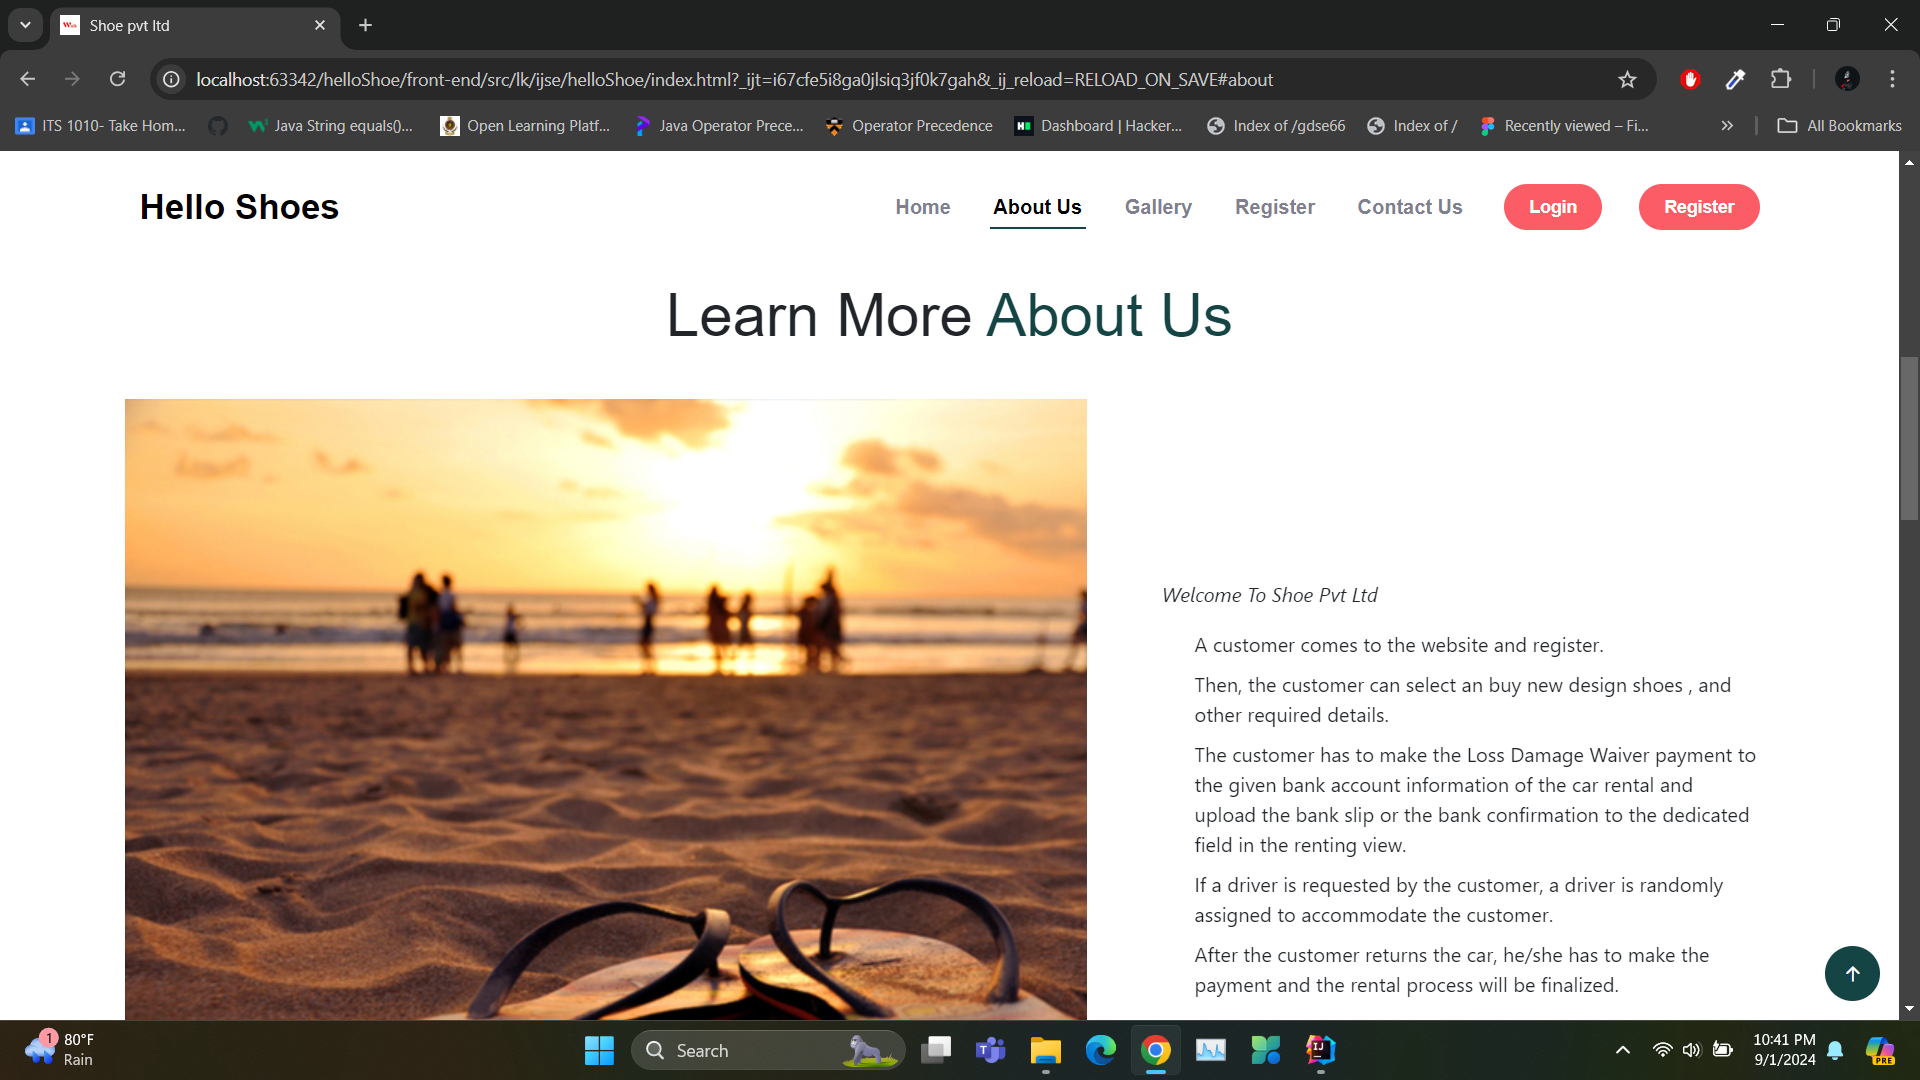 Shoe pvt ltd
localhost:63342/helloShoe/front-end/src/lk/ijse/helloShoe/index.html?_ijt=i67cfe5i8ga0jlsiq3jf0k7gah&_ij_reload=RELOAD_ON_SAVE#about
ITS 1010- Take Hom... Java String equals()... Open Learning Platf... Java Operator Prece... Operator Precedence Dashboard | Hacker... Index of /gdse66 Index of / Recently viewed – Fi... All Bookmarks
Hello Shoes Home About Us Gallery Register Contact Us Login Register
Learn More About Us
Welcome To Shoe Pvt Ltd
A customer comes to the website and register.
Then, the customer can select an buy new design shoes , and
other required details.
The customer has to make the Loss Damage Waiver payment to
the given bank account information of the car rental and
upload the bank slip or the bank confirmation to the dedicated
field in the renting view.
If a driver is requested by the customer, a driver is randomly
assigned to accommodate the customer.
After the customer returns the car, he/she has to make the
payment and the rental process will be finalized.
1 80°F
Rain
Search
10:41 PM
9/1/2024
PRE